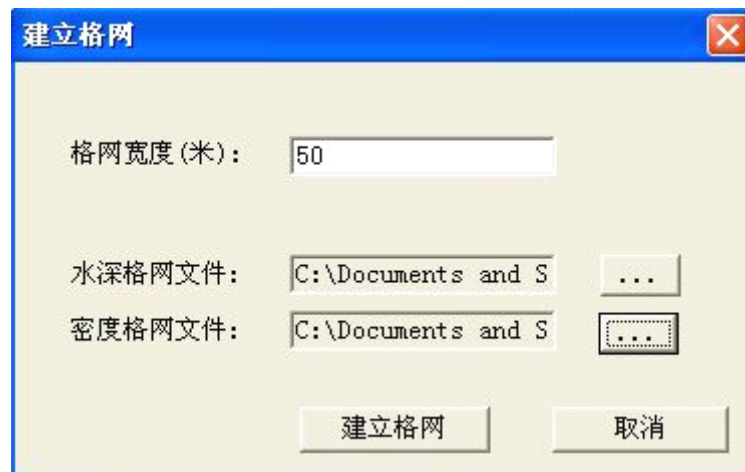 建立格网
格网宽度(米): 50
水深格网文件: C:\Documents and S ...
密度格网文件: C:\Documents and S ...
建立格网 取消